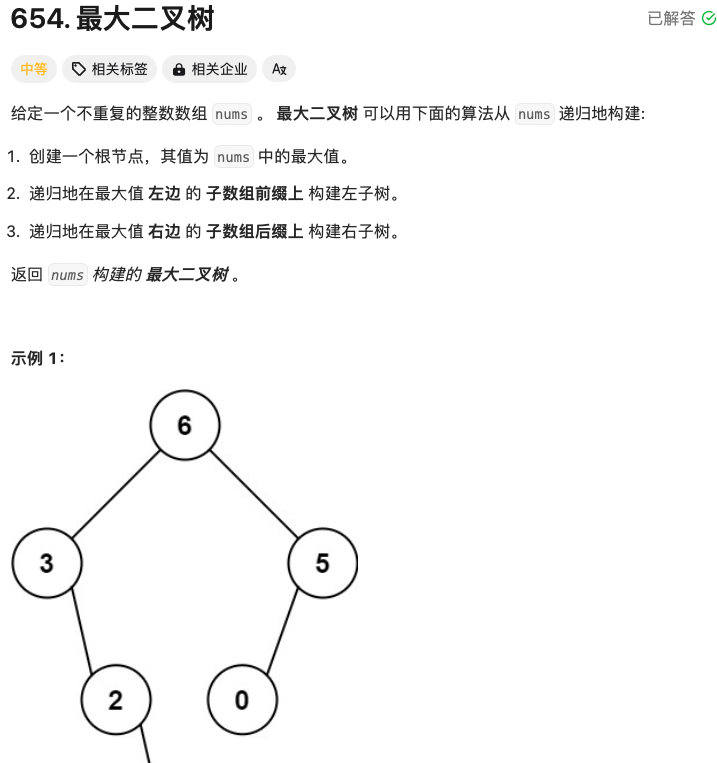 654. 最大二叉树
已解答
中等 相关标签 相关企业 Ax
给定一个不重复的整数数组 nums 。 最大二叉树 可以用下面的算法从 nums 递归地构建:
1. 创建一个根节点，其值为 nums 中的最大值。
2. 递归地在最大值 左边 的 子数组前缀上 构建左子树。
3. 递归地在最大值 右边 的 子数组后缀上 构建右子树。
返回 nums 构建的 最大二叉树 。
示例 1：
6
3 5
2 0